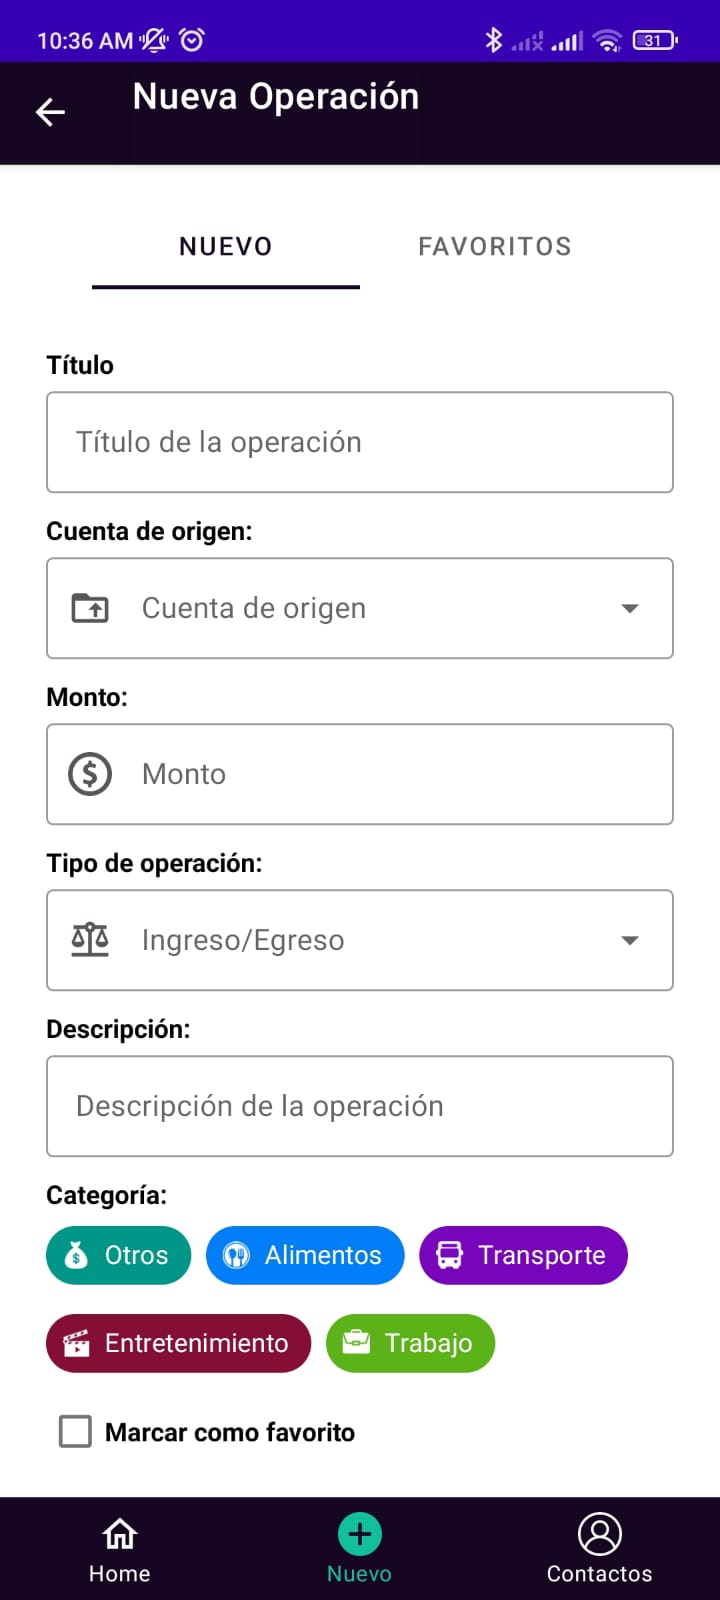 10:36 AM
31
Nueva Operación
NUEVO
FAVORITOS
Título
Título de la operación
Cuenta de origen:
Cuenta de origen
Monto:
$ Monto
Tipo de operación:
Ingreso/Egreso
Descripción:
Descripción de la operación
Categoría:
$ Otros
Alimentos
Transporte
Entretenimiento
Trabajo
Marcar como favorito
Home
Nuevo
Contactos